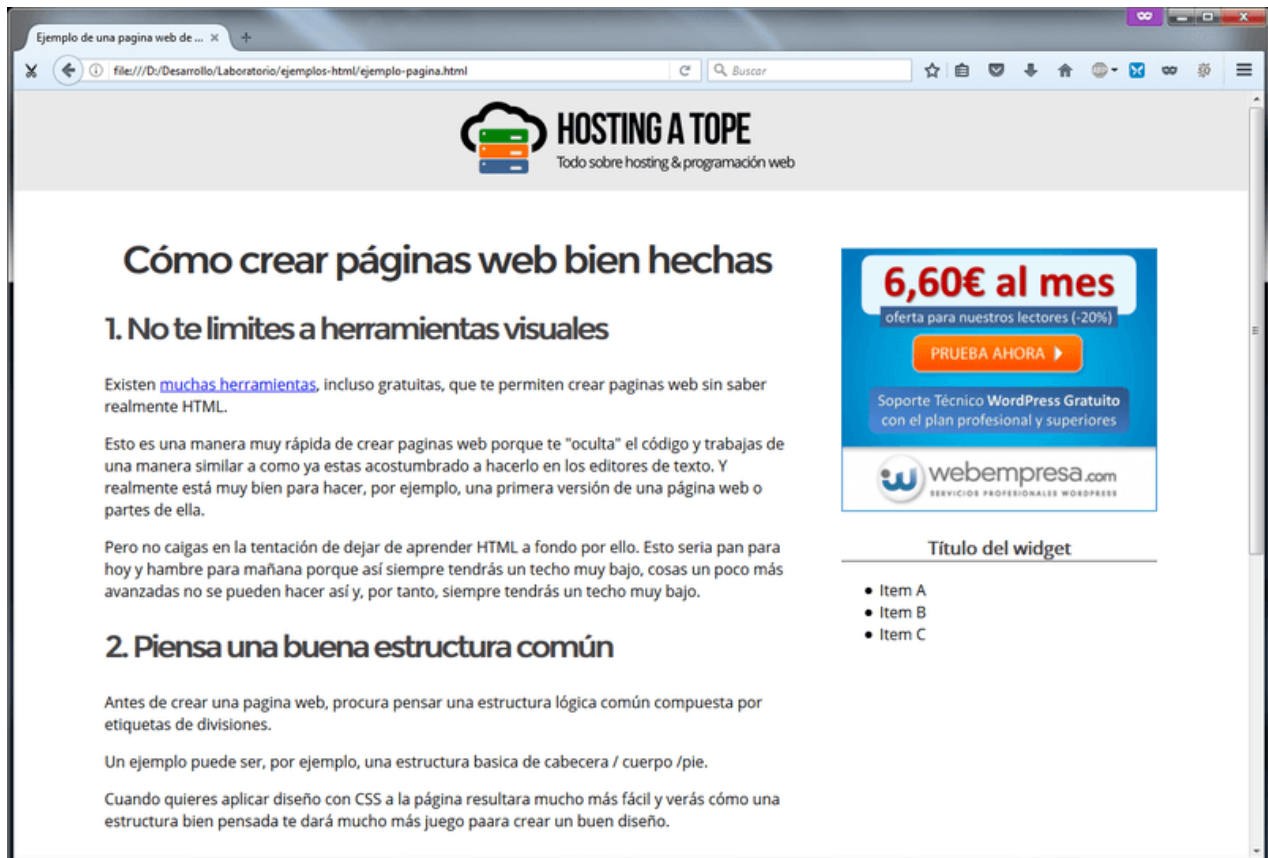 Ejemplo de una pagina web de ...
file:///D:/Desarrollo/Laboratorio/ejemplos-html/ejemplo-pagina.html
Buscar
HOSTING A TOPE
Todo sobre hosting & programación web
Cómo crear páginas web bien hechas
1. No te limites a herramientas visuales
Existen muchas herramientas, incluso gratuitas, que te permiten crear paginas web sin saber
realmente HTML.
Esto es una manera muy rápida de crear paginas web porque te "oculta" el código y trabajas de
una manera similar a como ya estas acostumbrado a hacerlo en los editores de texto. Y
realmente está muy bien para hacer, por ejemplo, una primera versión de una página web o
partes de ella.
Pero no caigas en la tentación de dejar de aprender HTML a fondo por ello. Esto seria pan para
hoy y hambre para mañana porque así siempre tendrás un techo muy bajo, cosas un poco más
avanzadas no se pueden hacer así y, por tanto, siempre tendrás un techo muy bajo.
2. Piensa una buena estructura común
Antes de crear una pagina web, procura pensar una estructura lógica común compuesta por
etiquetas de divisiones.
Un ejemplo puede ser, por ejemplo, una estructura basica de cabecera / cuerpo /pie.
Cuando quieres aplicar diseño con CSS a la página resultara mucho más fácil y verás cómo una
estructura bien pensada te dará mucho más juego paara crear un buen diseño.
6,60€ al mes
oferta para nuestros lectores (-20%)
PRUEBA AHORA
Soporte Técnico WordPress Gratuito
con el plan profesional y superiores
webempresa.com
SERVICIOS PROFESIONALES WORDPRESS
Título del widget
Item A
Item B
Item C